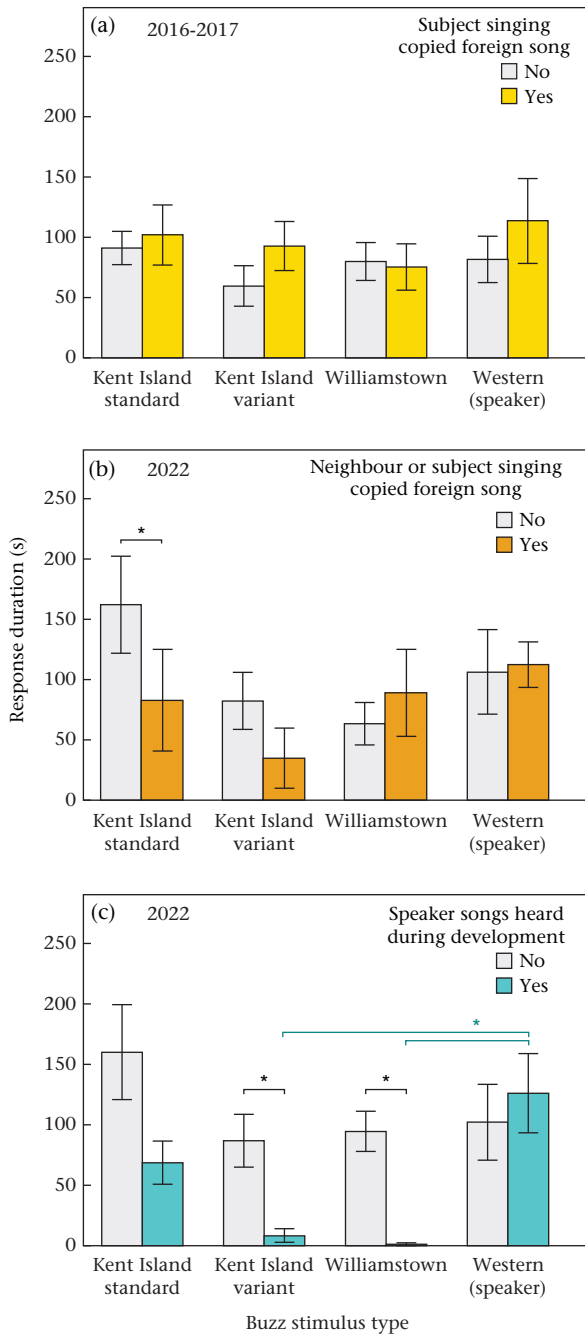 (a) 2016-2017
Subject singing
copied foreign song
No
Yes
250
200
150
100
50
0
Kent Island
standard
Kent Island
variant
Williamstown
Western
(speaker)
(b) 2022
Neighbour or subject singing
copied foreign song
No
Yes
*
250
200
150
100
50
0
Response duration (s)
Kent Island
standard
Kent Island
variant
Williamstown
Western
(speaker)
(c) 2022
Speaker songs heard
during development
No
Yes
*
*
*
250
200
150
100
50
0
Kent Island
standard
Kent Island
variant
Williamstown
Western
(speaker)
Buzz stimulus type